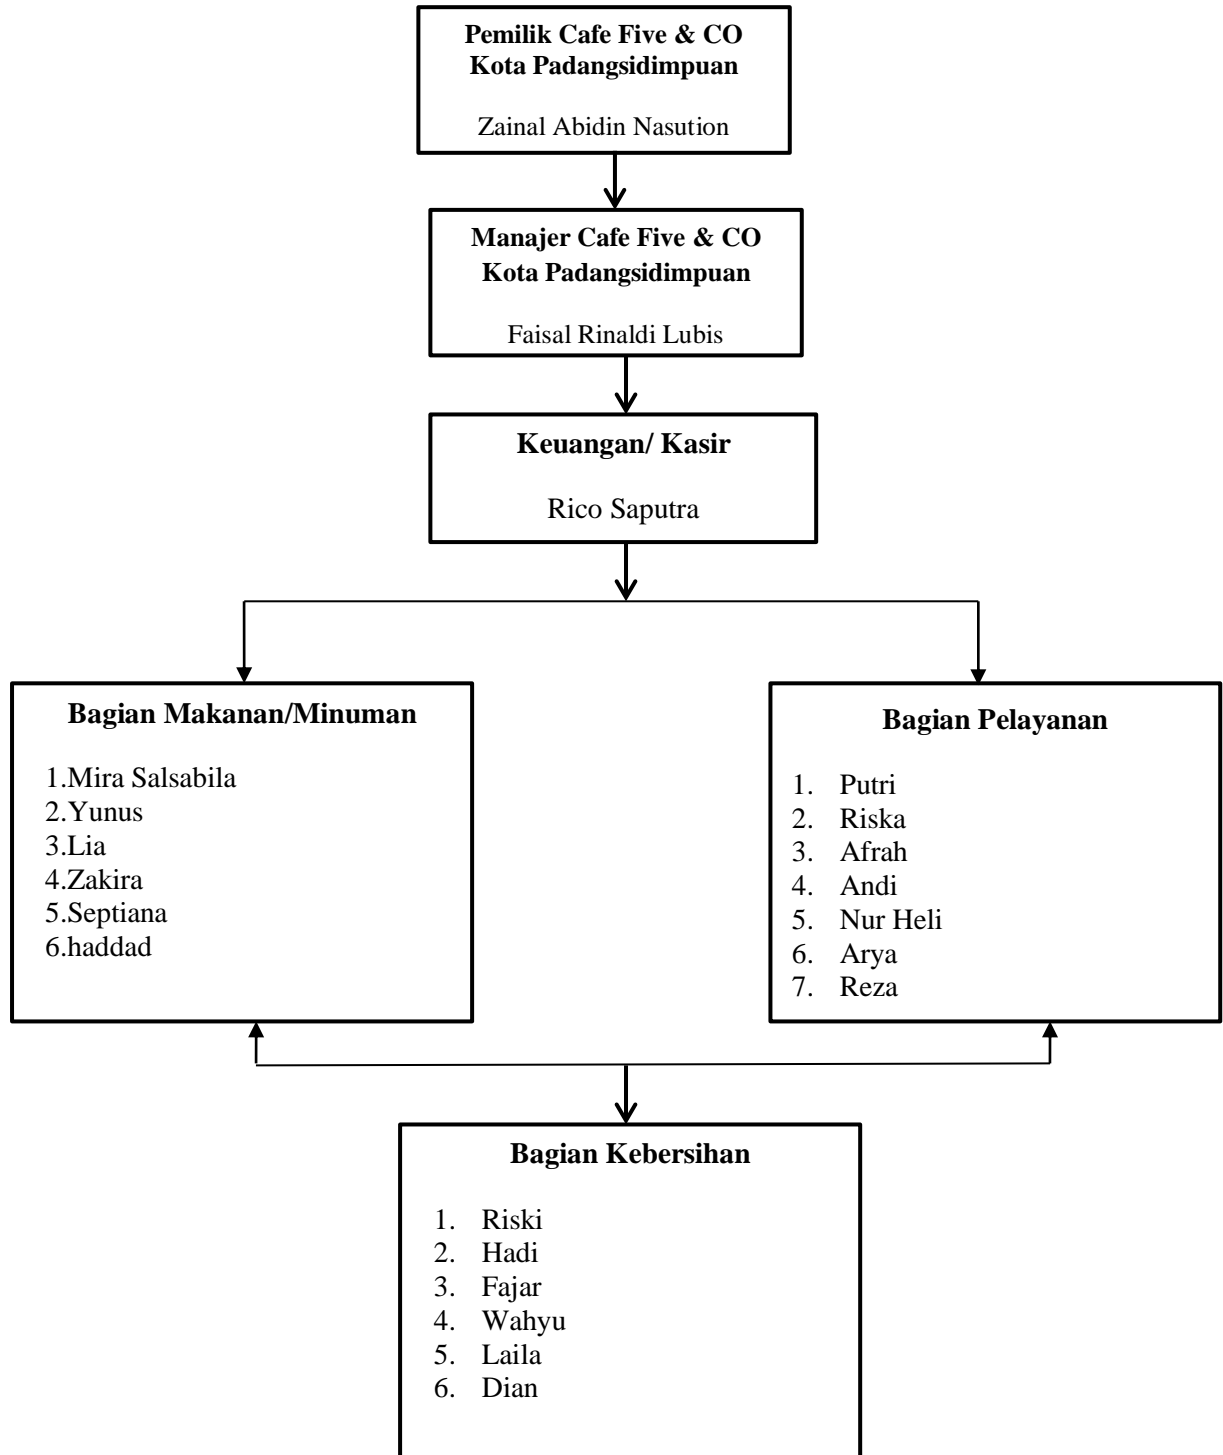 Pemilik Cafe Five & CO
Kota Padangsidimpuan
Zainal Abidin Nasution
Manajer Cafe Five & CO
Kota Padangsidimpuan
Faisal Rinaldi Lubis
Keuangan/ Kasir
Rico Saputra
Bagian Makanan/Minuman
1.Mira Salsabila
2.Yunus
3.Lia
4.Zakira
5.Septiana
6.haddad
Bagian Pelayanan
1. Putri
2. Riska
3. Afrah
4. Andi
5. Nur Heli
6. Arya
7. Reza
Bagian Kebersihan
1. Riski
2. Hadi
3. Fajar
4. Wahyu
5. Laila
6. Dian